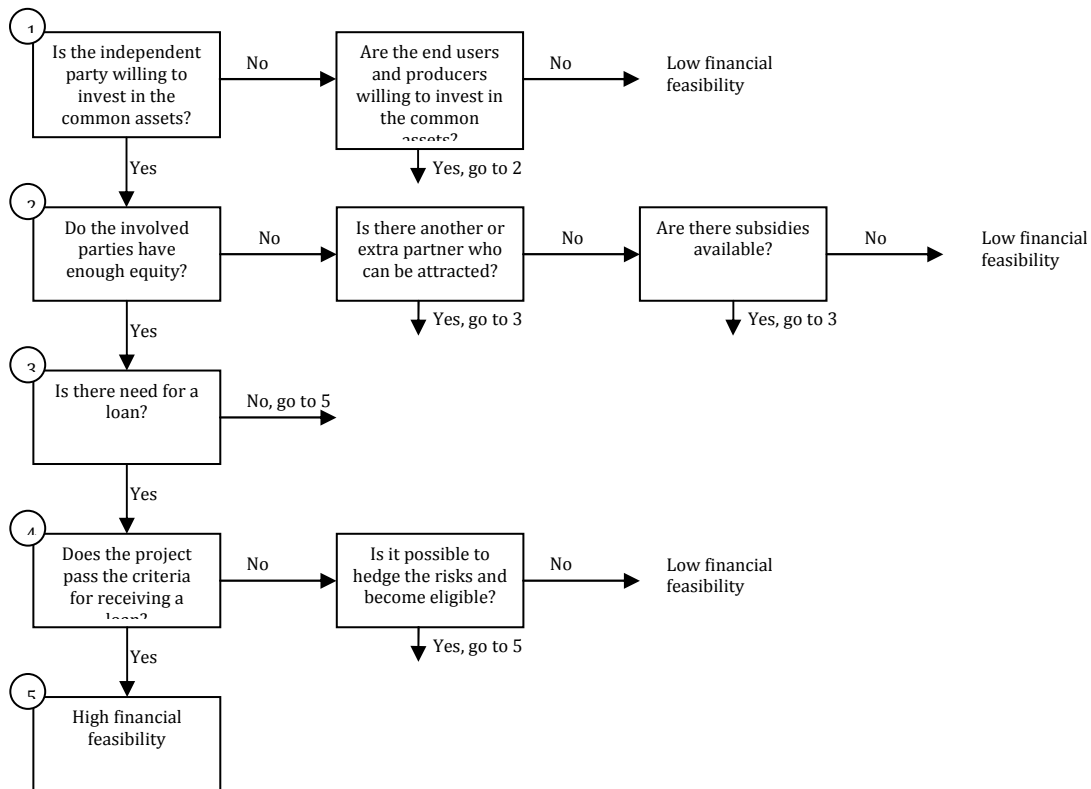 1
Is the independent
party willing to
invest in the
common assets?
No
Are the end users
and producers
willing to invest in
the common
assets?
No
Low financial
feasibility
Yes
Yes, go to 2
2
Do the involved
parties have
enough equity?
No
Is there another or
extra partner who
can be attracted?
No
Are there subsidies
available?
No
Low financial
feasibility
Yes
Yes, go to 3
Yes, go to 3
3
Is there need for a
loan?
No, go to 5
Yes
4
Does the project
pass the criteria
for receiving a
loan?
No
Is it possible to
hedge the risks and
become eligible?
No
Low financial
feasibility
Yes
Yes, go to 5
5
High financial
feasibility